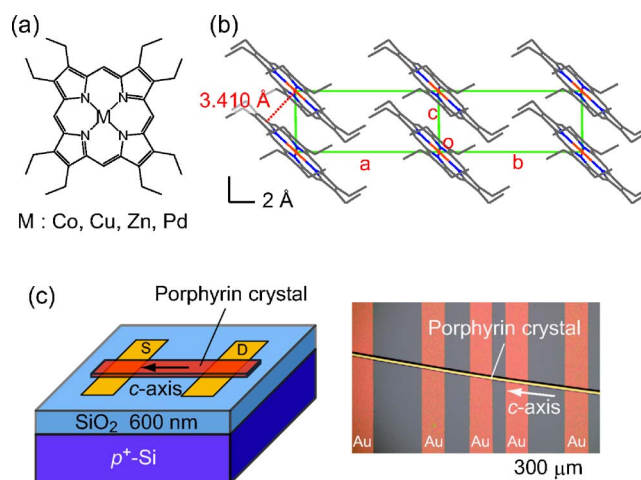 (a)
N
N
M
N
N
M : Co, Cu, Zn, Pd
(b)
3.410 Å
c
o
a
b
2 Å
(c)
Porphyrin crystal
S
D
c-axis
SiO₂ 600 nm
p⁺-Si
Porphyrin crystal
c-axis
Au
Au
Au
Au
Au
300 μm